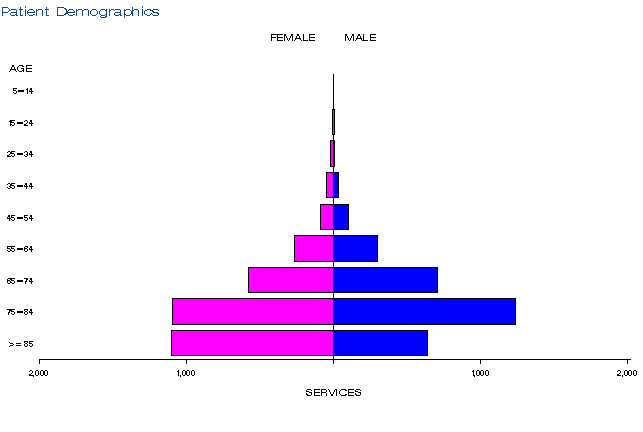 Patient Demographics
FEMALE MALE
AGE
5-14
15-24
25-34
35-44
45-54
55-64
65-74
75-84
>=85
2,000 1,000 1,000 2,000
SERVICES